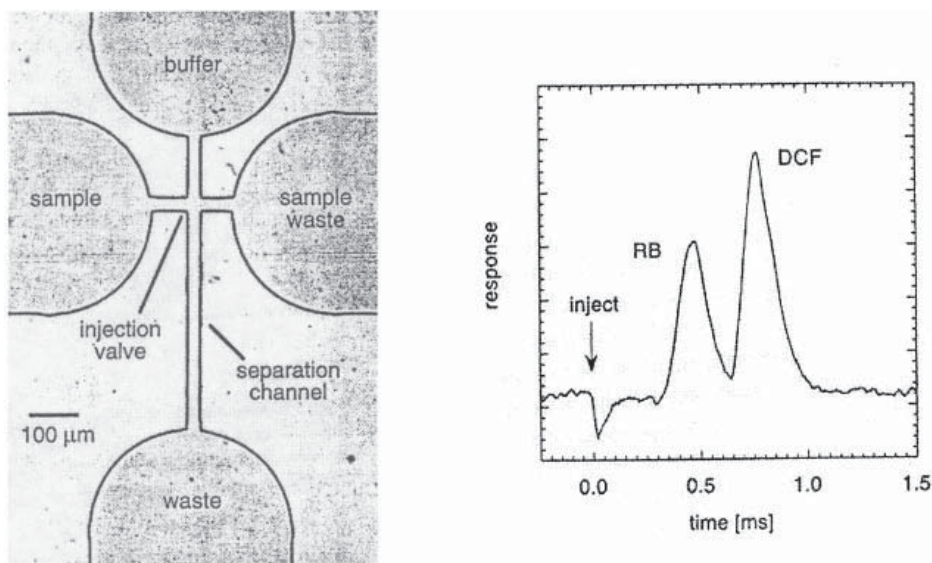 buffer
sample
sample
waste
injection
valve
separation
channel
100 µm
waste
response
RB
DCF
inject
0.0
0.5
1.0
1.5
time [ms]